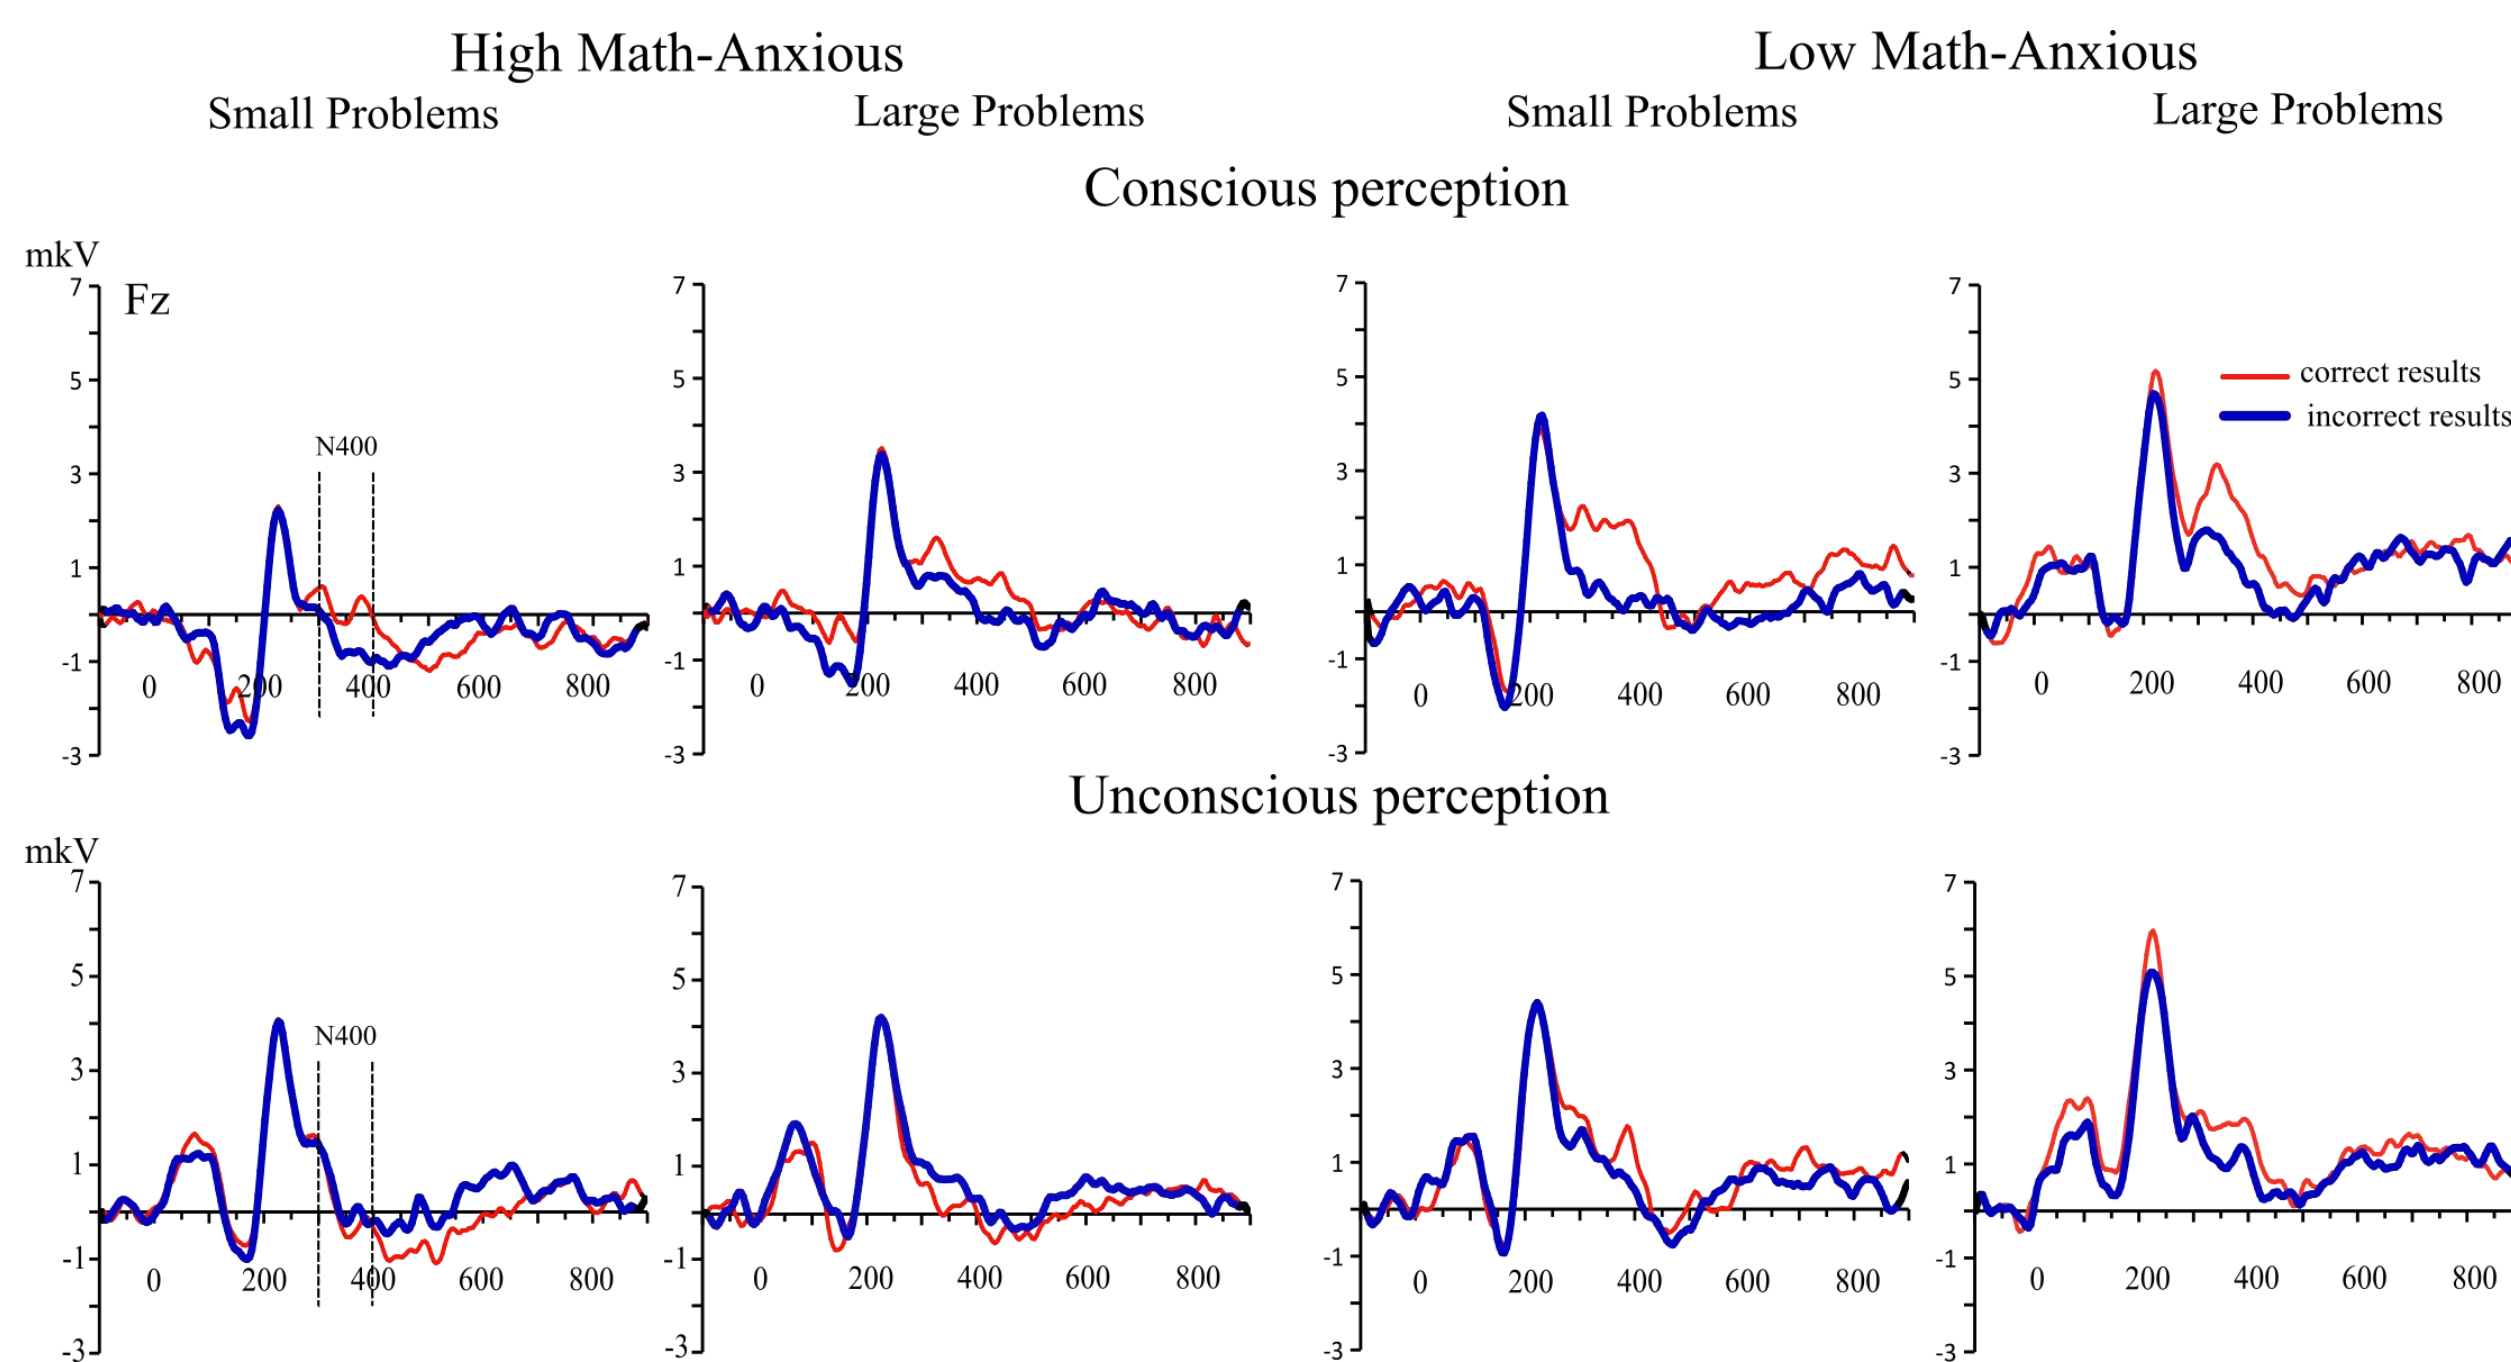 High Math-Anxious Low Math-Anxious
Small Problems Large Problems Small Problems Large Problems
Conscious perception
mkV
Fz
7 5 3 1 -1 -3
N400
0 200 400 600 800
7 5 3 1 -1 -3
0 200 400 600 800
7 5 3 1 -1 -3
0 200 400 600 800
7 5 3 1 -1 -3
correct results
incorrect results
0 200 400 600 800
Unconscious perception
mkV
7 5 3 1 -1 -3
N400
0 200 400 600 800
7 5 3 1 -1 -3
0 200 400 600 800
7 5 3 1 -1 -3
0 200 400 600 800
7 5 3 1 -1 -3
0 200 400 600 800